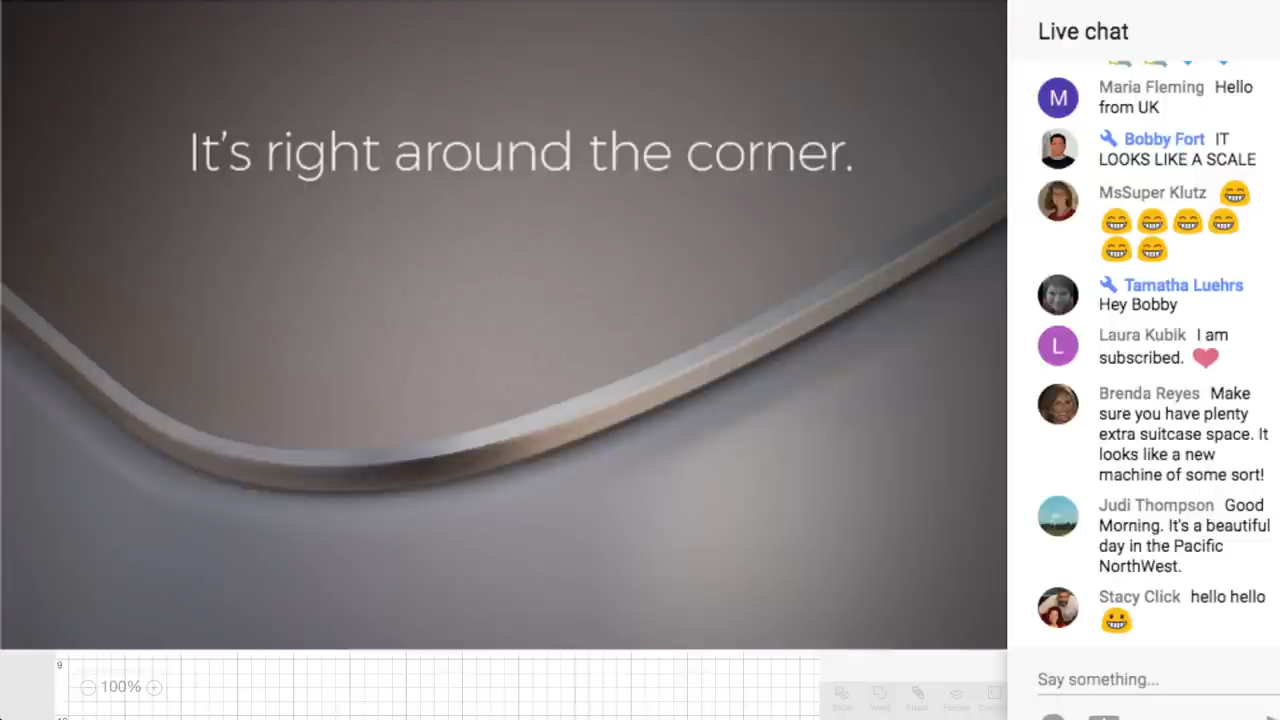 It's right around the corner.
9
100%
Live chat
Maria Fleming Hello
from UK
Bobby Fort IT
LOOKS LIKE A SCALE
MsSuper Klutz
Tamatha Luehrs
Hey Bobby
Laura Kubik I am
subscribed.
Brenda Reyes Make
sure you have plenty
extra suitcase space. It
looks like a new
machine of some sort!
Judi Thompson Good
Morning. It's a beautiful
day in the Pacific
NorthWest.
Stacy Click hello hello
Say something...